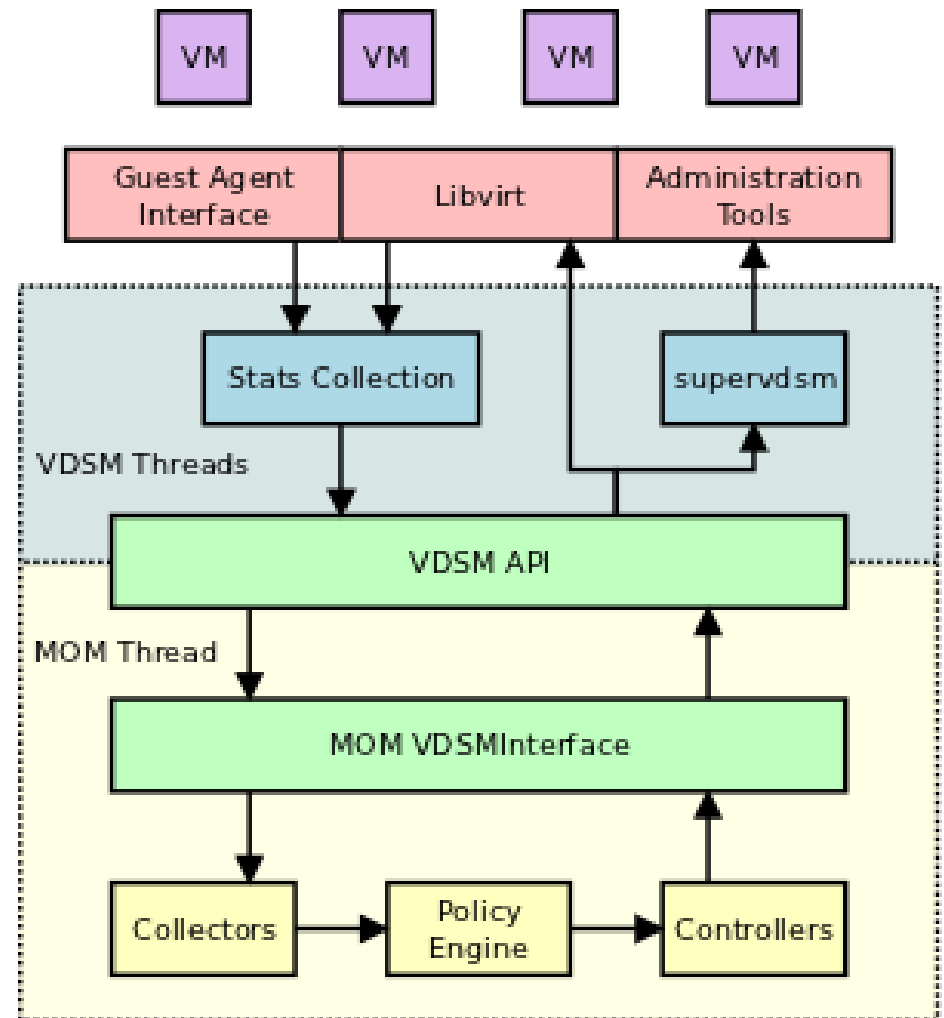 VM
VM
VM
VM
Guest Agent
Interface
Libvirt
Administration
Tools
Stats Collection
supervdsm
VDSM Threads
VDSM API
MOM Thread
MOM VDSMInterface
Collectors
Policy
Engine
Controllers